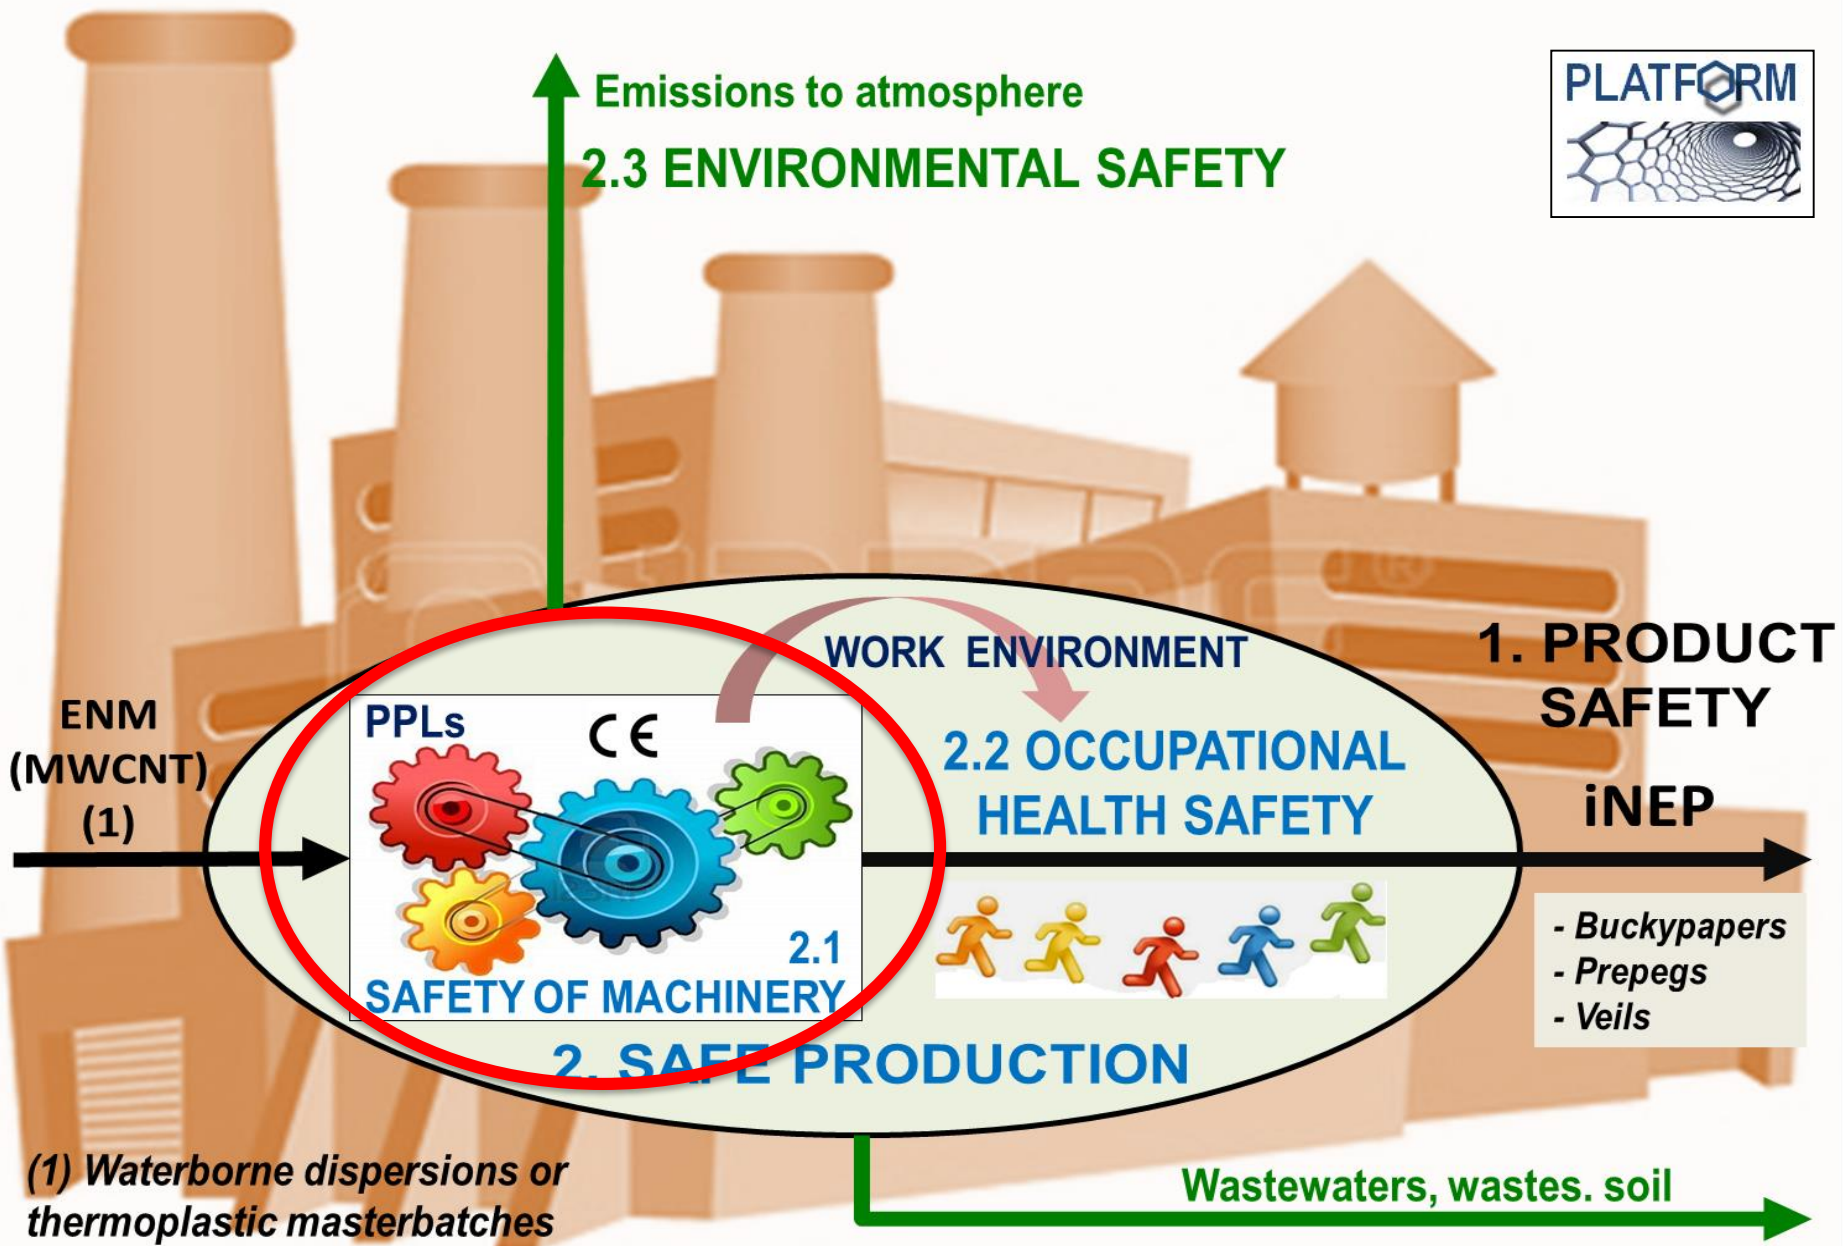 Emissions to atmosphere
2.3 ENVIRONMENTAL SAFETY
PLATFORM
WORK ENVIRONMENT
1. PRODUCT
SAFETY
ENM
(MWCNT)
(1)
PPLs
CE
2.2 OCCUPATIONAL
HEALTH SAFETY
iNEP
2.1
SAFETY OF MACHINERY
- Buckypapers
- Prepegs
- Veils
2. SAFE PRODUCTION
(1) Waterborne dispersions or
thermoplastic masterbatches
Wastewaters, wastes. soil